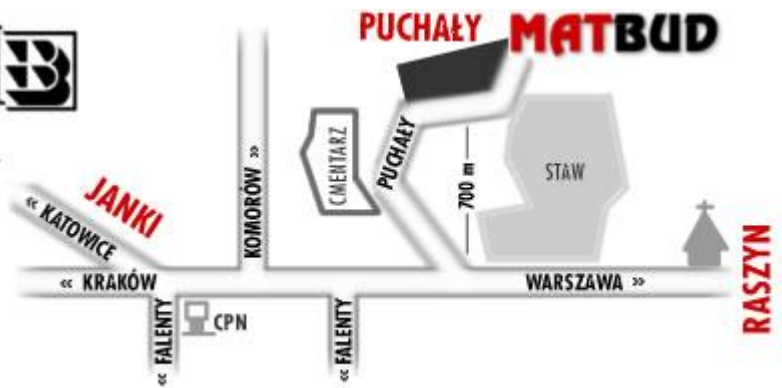 PUCHAŁY
MATBUD
B
CMENTARZ
PUCHAŁY
700 m
STAW
KOMORÓW »
JANKI
« KATOWICE
« KRAKÓW
WARSZAWA »
RASZYN
« FALENTY
CPN
« FALENTY